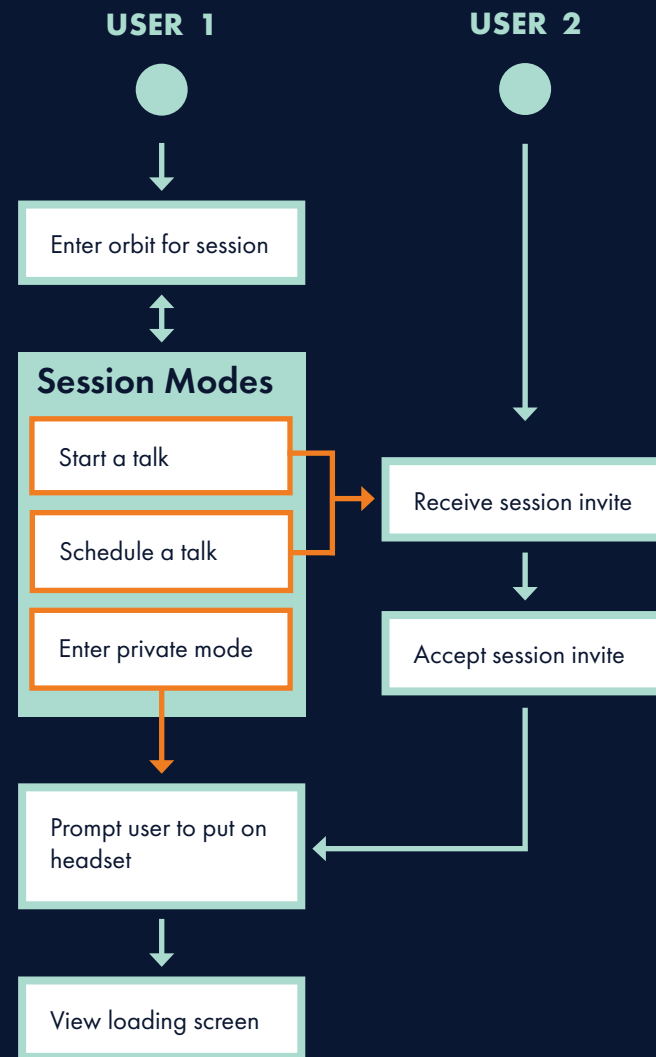 USER 1
USER 2
Enter orbit for session
Session Modes
Start a talk
Schedule a talk
Enter private mode
Receive session invite
Accept session invite
Prompt user to put on
headset
View loading screen